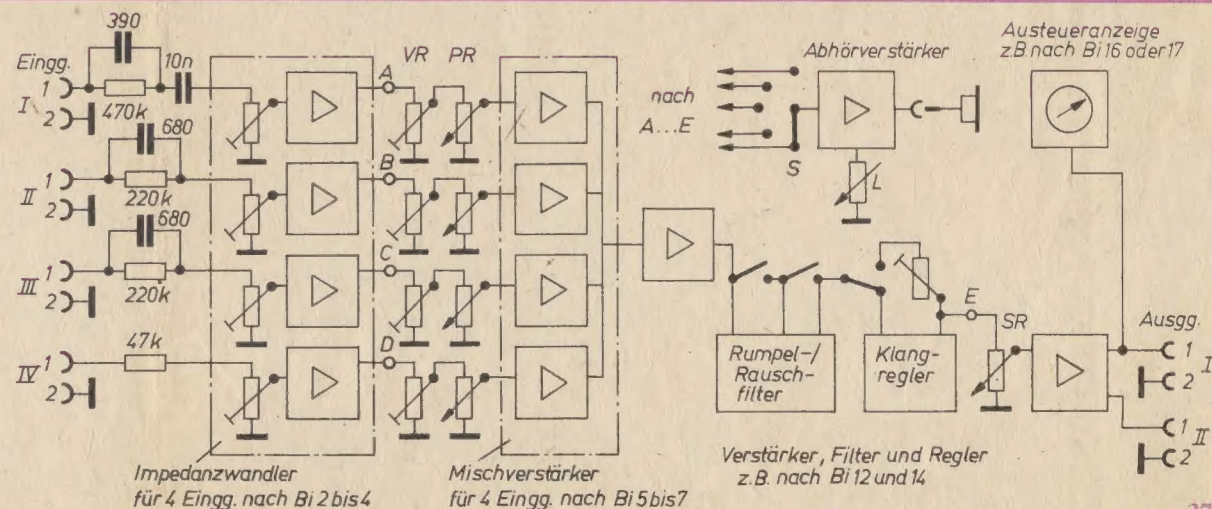 Eingg.
1
I
2
390
470k
10n
1
II
2
680
220k
1
III
2
680
220k
1
IV
2
47k
A
B
C
D
VR
PR
Impedanzwandler
für 4 Eingg. nach Bi 2 bis 4
Mischverstärker
für 4 Eingg. nach Bi 5 bis 7
nach
A...E
S
Abhörverstärker
L
Austeueranzeige
z.B. nach Bi 16 oder 17
Rumpel-/
Rausch-
filter
Klang-
regler
E
SR
Verstärker, Filter und Regler
z.B. nach Bi 12 und 14
Ausgg.
1
I
2
1
II
2